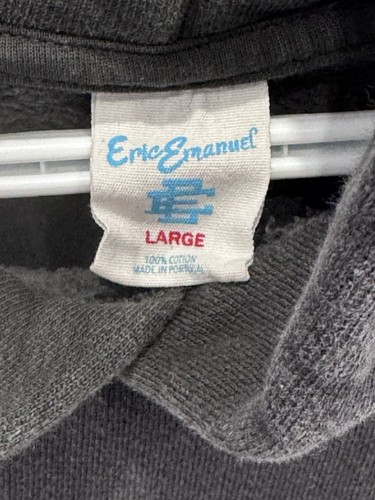 Eric Emanuel
EE
LARGE
100% COTTON
MADE IN PORTUGAL